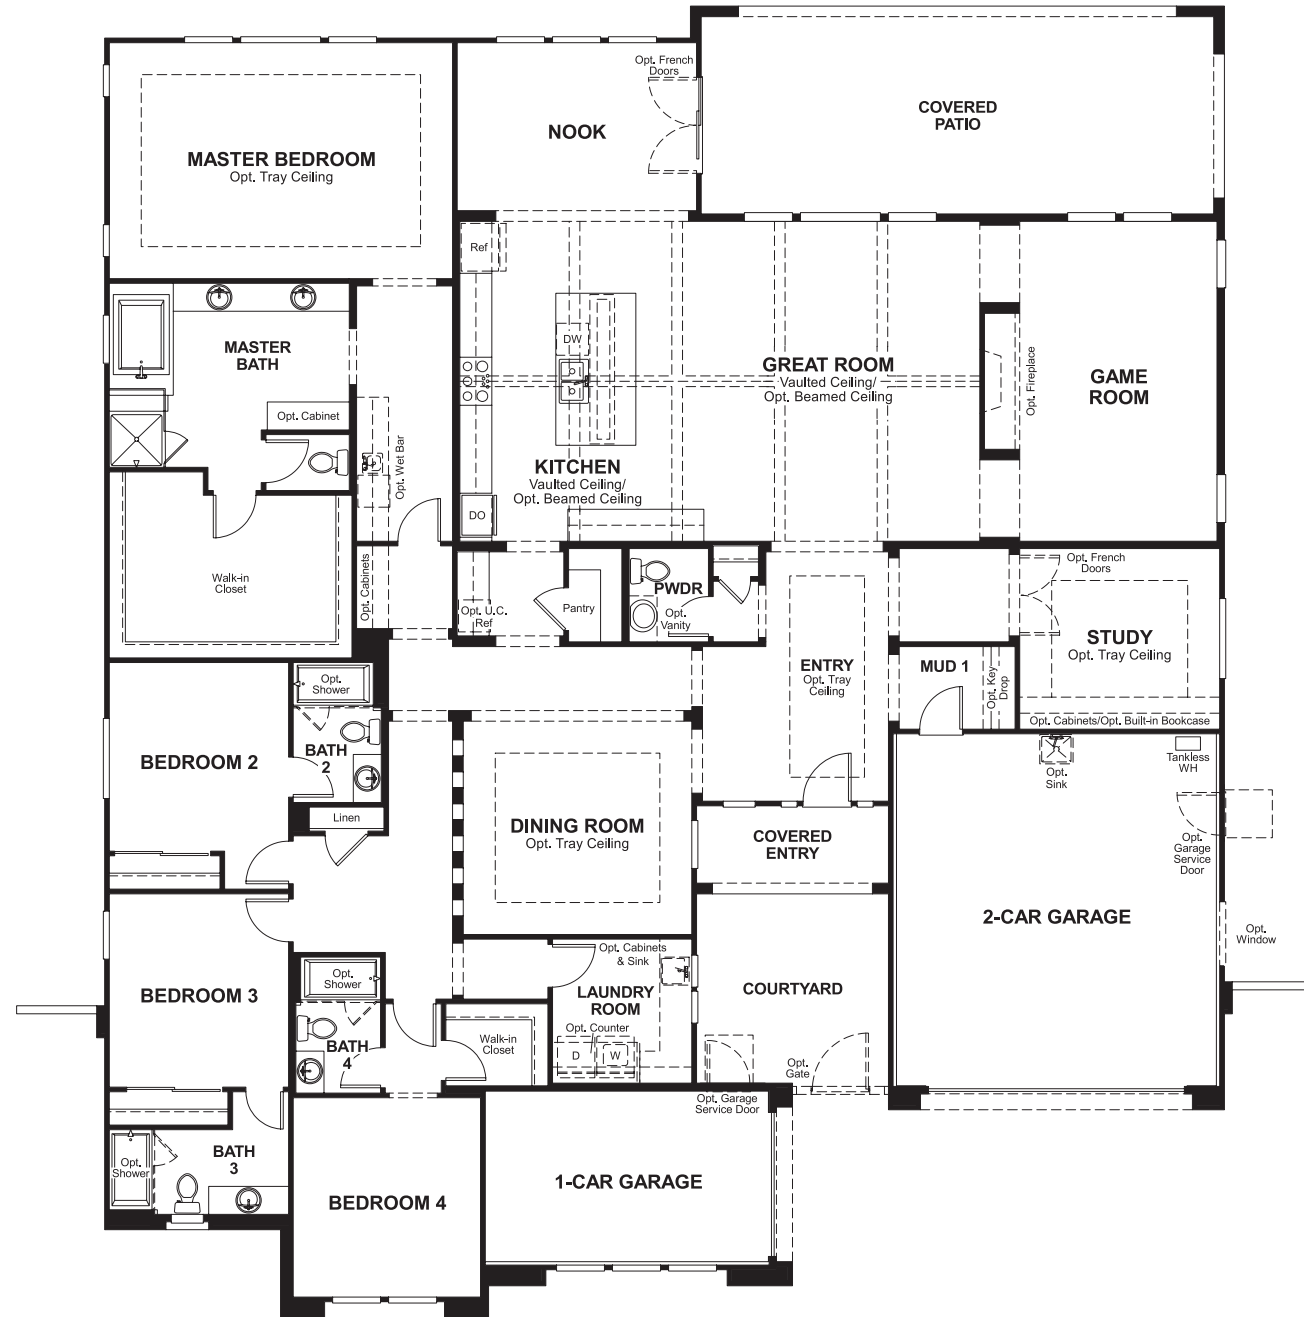 Opt. French
Doors
COVERED
PATIO
NOOK
MASTER BEDROOM
Opt. Tray Ceiling
Ref
DW
MASTER
BATH
GREAT ROOM
Vaulted Ceiling/
Opt. Beamed Ceiling
Opt. Fireplace
GAME
ROOM
Opt. Cabinet
Opt. Wet Bar
KITCHEN
Vaulted Ceiling/
Opt. Beamed Ceiling
DO
Walk-in
Closet
Opt. Cabinets
Opt. U.C.
Ref
Pantry
PWDR
Opt.
Vanity
Opt. French
Doors
STUDY
Opt. Tray Ceiling
ENTRY
Opt. Tray
Ceiling
MUD 1
Opt. Key
Drop
Opt. Cabinets/Opt. Built-in Bookcase
Opt.
Shower
BATH
2
BEDROOM 2
Linen
Opt.
Sink
Tankless
WH
DINING ROOM
Opt. Tray Ceiling
COVERED
ENTRY
Opt.
Garage
Service
Door
2-CAR GARAGE
Opt.
Window
Opt. Cabinets
& Sink
BEDROOM 3
Opt.
Shower
LAUNDRY
ROOM
COURTYARD
Opt. Counter
BATH
4
Walk-in
Closet
D
W
Opt.
Gate
Opt. Garage
Service Door
BATH
3
Opt.
Shower
BEDROOM 4
1-CAR GARAGE